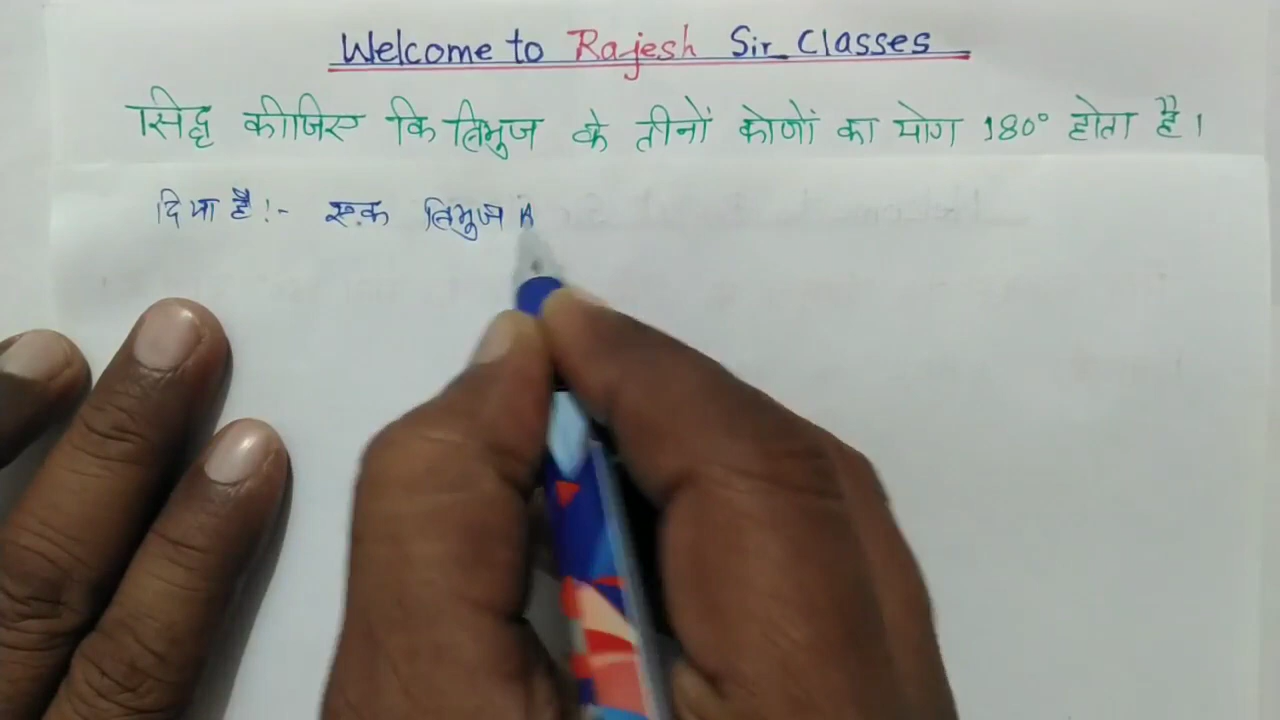 Welcome to Rajesh Sir Classes
सिद्ध कीजिए कि त्रिभुज के तीनों कोणों का योग 180° होता है।
दिया है:- एक त्रिभुज A